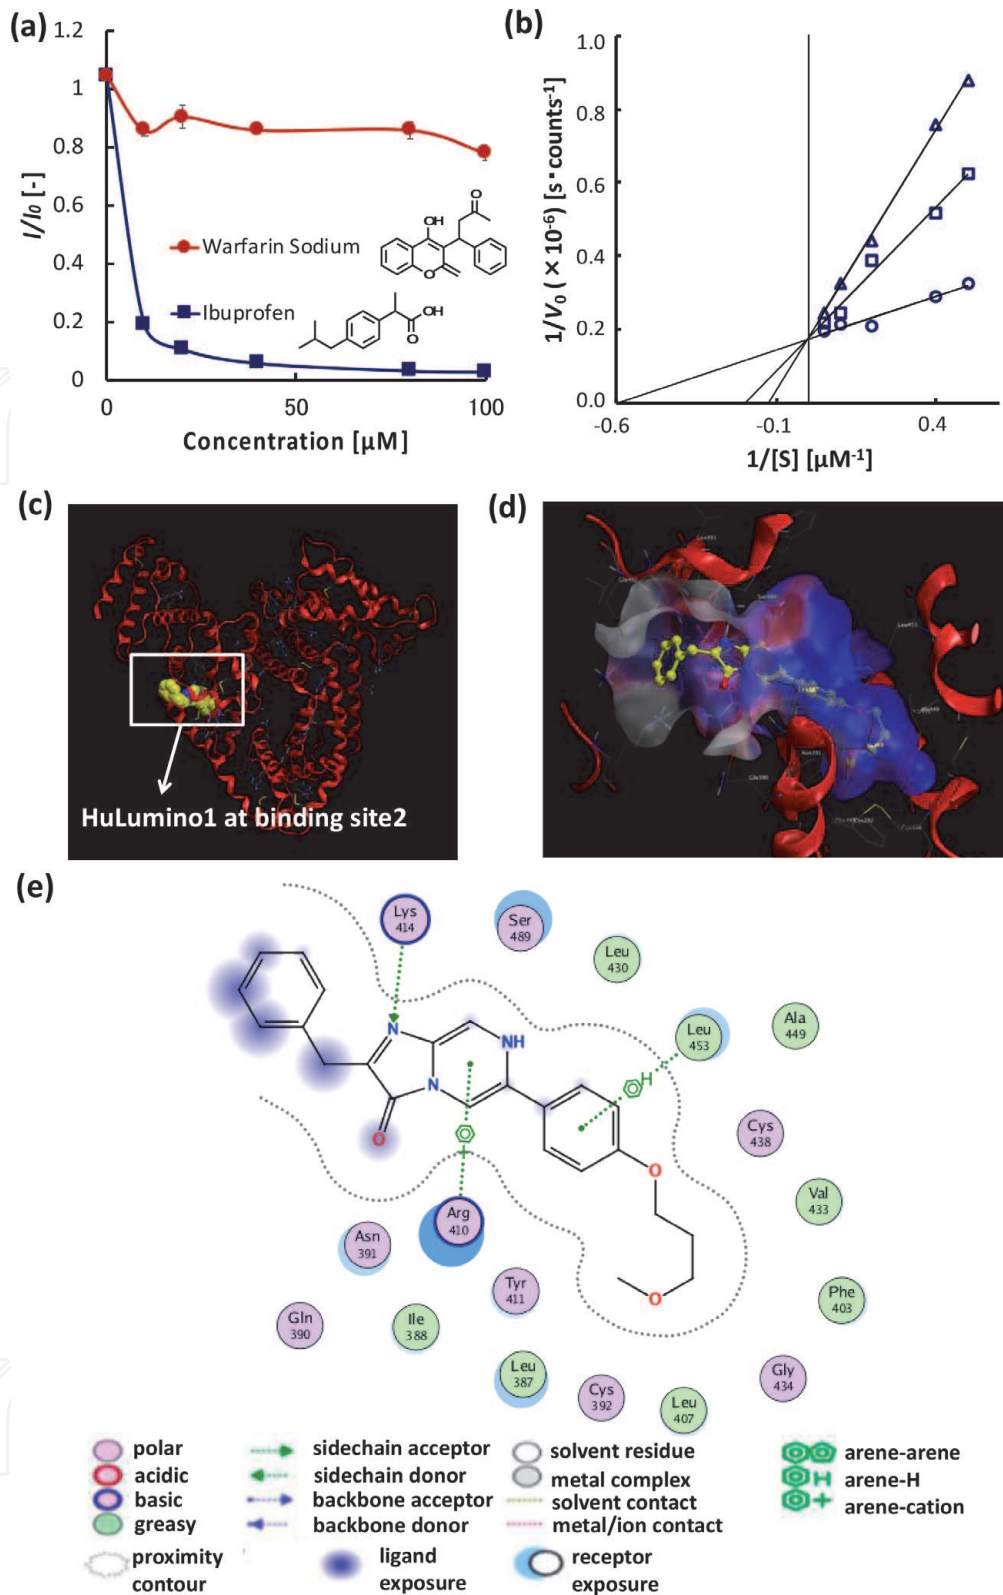 (a)
1.2
1
0.8
0.6
0.4
0.2
0
I/I0 [-]
O
OH
O
Warfarin Sodium
Ibuprofen
OH
O
0
50
100
Concentration [µM]
(b)
1.0
0.8
0.6
0.4
0.2
0.0
1/V0 (×10-6) [s·counts-1]
-0.6
-0.1
0.4
1/[S] [µM-1]
(c)
HuLumino1 at binding site2
(d)
(e)
Lys
414
Ser
489
Leu
430
Leu
453
Ala
449
N
NH
N
O
H
Cys
438
O
Val
433
Arg
410
Asn
391
Tyr
411
O
Phe
403
Gln
390
Ile
388
Leu
387
Cys
392
Leu
407
Gly
434
polar
sidechain acceptor
solvent residue
arene-arene
acidic
sidechain donor
metal complex
arene-H
basic
backbone acceptor
solvent contact
arene-cation
greasy
backbone donor
metal/ion contact
proximity
contour
ligand
exposure
receptor
exposure